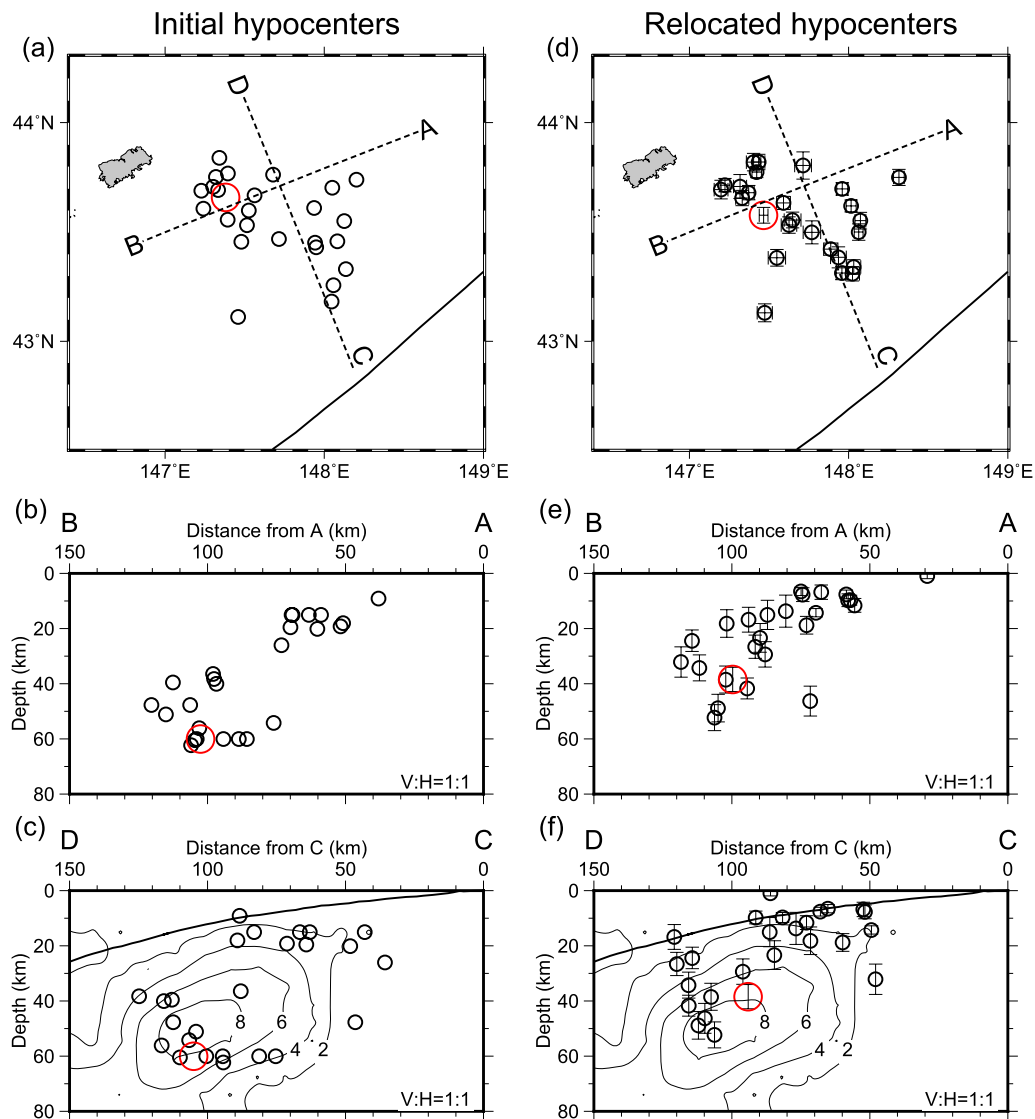 Initial hypocenters
Relocated hypocenters
(a)
D
A
B
C
44˚N
43˚N
147˚E
148˚E
149˚E
(d)
D
A
B
C
44˚N
43˚N
147˚E
148˚E
149˚E
(b)
B
A
Distance from A (km)
150 100 50 0
0
20
40
60
80
Depth (km)
V:H=1:1
(e)
B
A
Distance from A (km)
150 100 50 0
0
20
40
60
80
Depth (km)
V:H=1:1
(c)
D
C
Distance from C (km)
150 100 50 0
0
20
40
60
80
Depth (km)
8
6
4
2
V:H=1:1
(f)
D
C
Distance from C (km)
150 100 50 0
0
20
40
60
80
Depth (km)
8
6
4
2
V:H=1:1